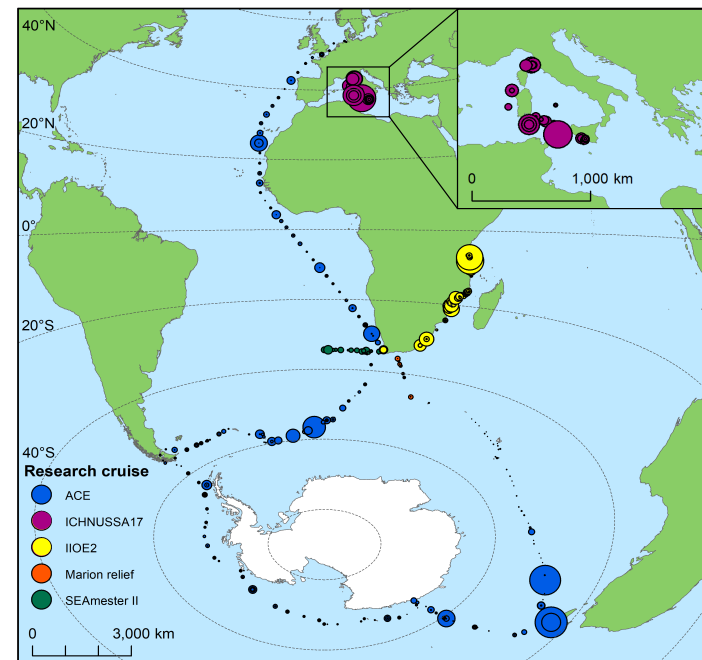 40°N
20°N
0°
20°S
40°S
0 1,000 km
Research cruise
ACE
ICHNUSSA17
IIOE2
Marion relief
SEAmester II
0 3,000 km